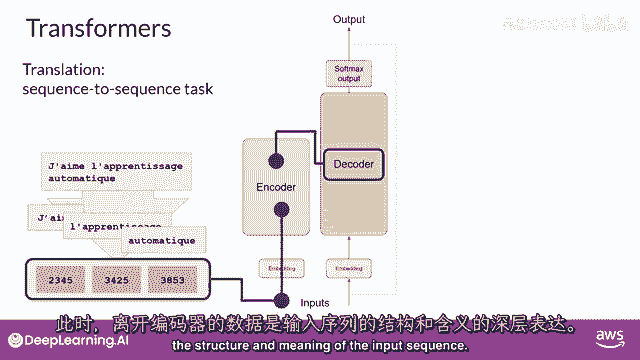 Transformers
Translation:
sequence-to-sequence task
Output
Softmax
output
Decoder
Encoder
Embedding
Embedding
Inputs
J'aime l'apprentissage
automatique
l'apprentissage
automatique
2345
3425
3853
此时，离开编码器的数据是输入序列的结构和含义的深层表达。
the structure and meaning of the input sequence.
DeepLearning.AI
aws